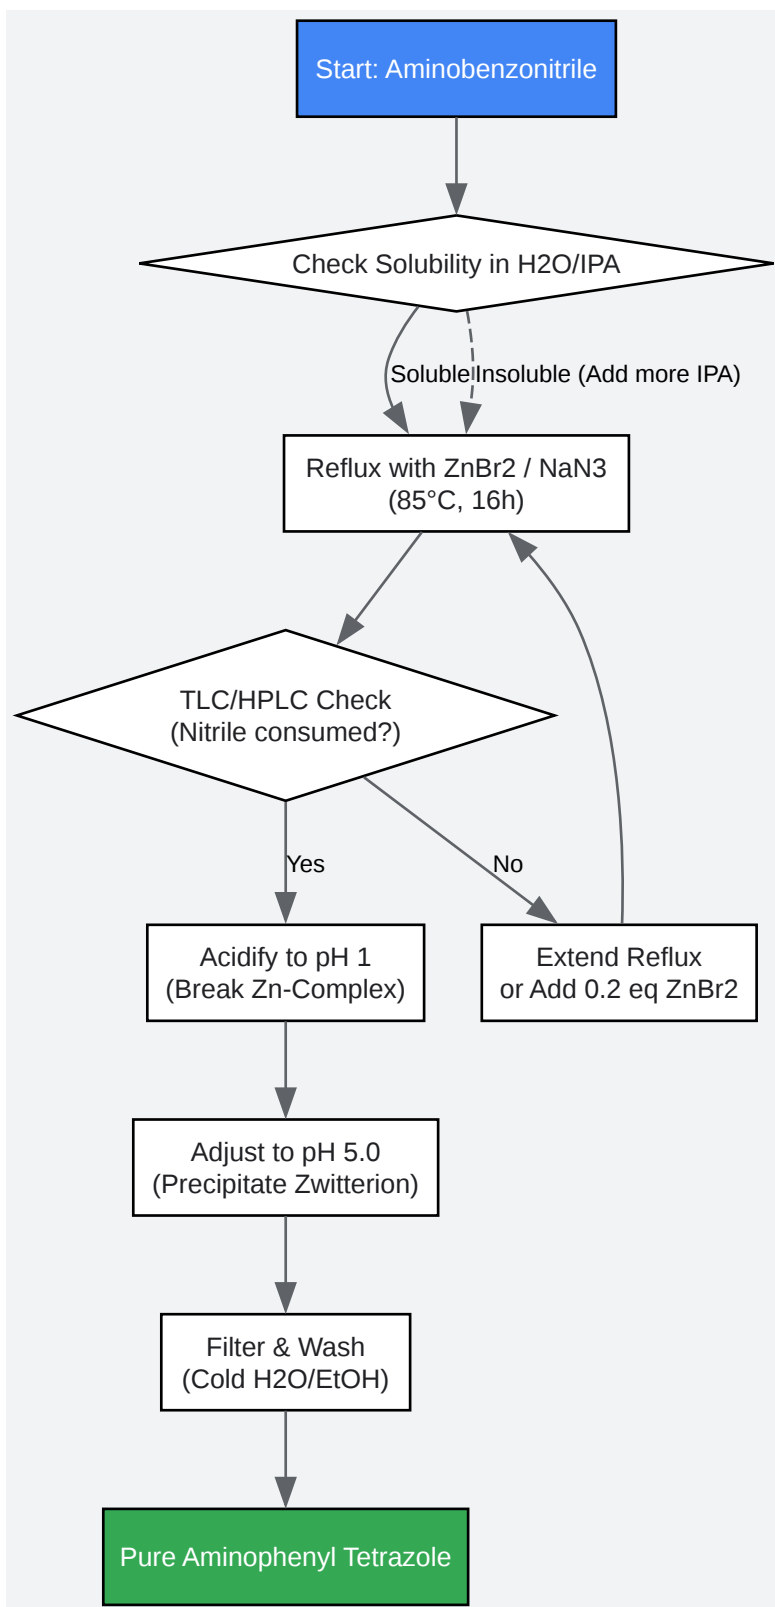 Start: Aminobenzonitrile
Check Solubility in H2O/IPA
Soluble
Insoluble (Add more IPA)
Reflux with ZnBr2 / NaN3
(85°C, 16h)
TLC/HPLC Check
(Nitrile consumed?)
Yes
No
Acidify to pH 1
(Break Zn-Complex)
Extend Reflux
or Add 0.2 eq ZnBr2
Adjust to pH 5.0
(Precipitate Zwitterion)
Filter & Wash
(Cold H2O/EtOH)
Pure Aminophenyl Tetrazole